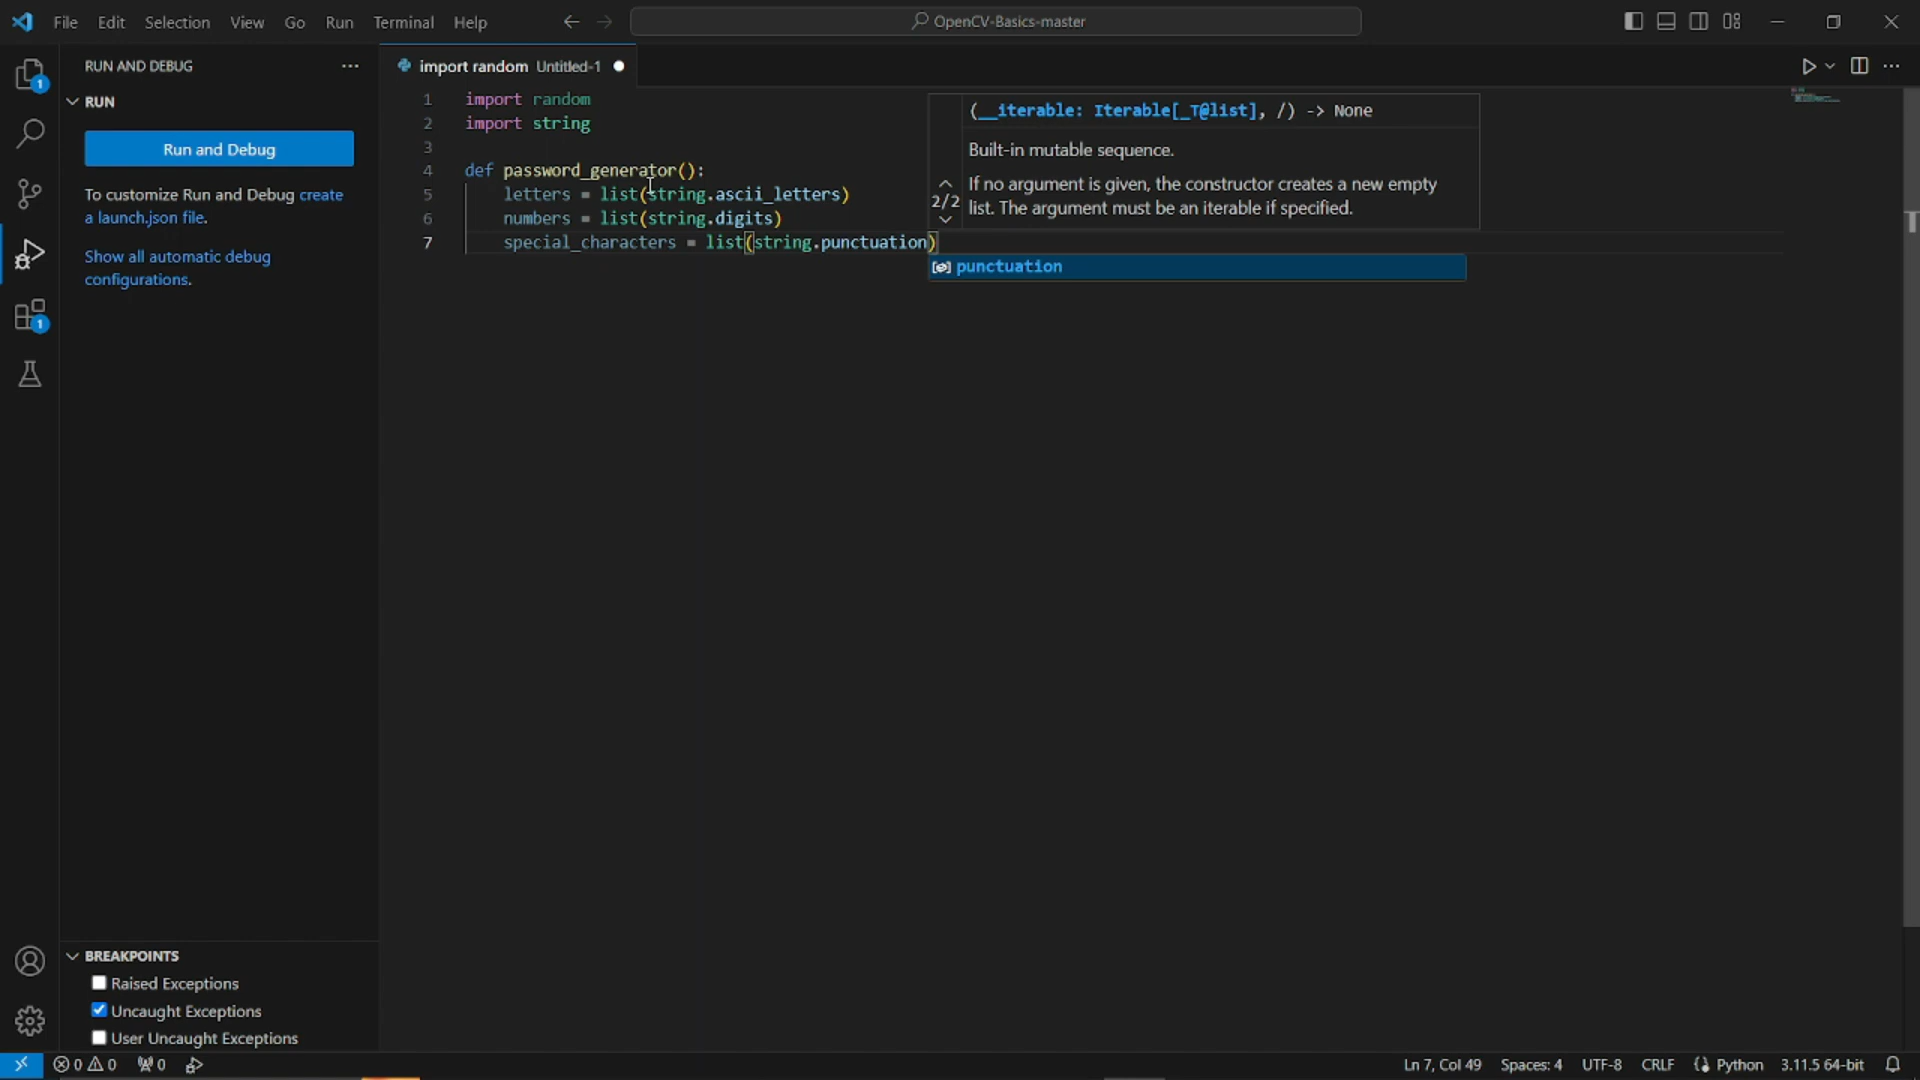 File Edit Selection View Go Run Terminal Help
OpenCV-Basics-master
RUN AND DEBUG
import random Untitled-1
RUN
Run and Debug
To customize Run and Debug create
a launch.json file.
Show all automatic debug
configurations.
1 import random
2 import string
3
4 def password_generator():
5 letters = list(string.ascii_letters)
6 numbers = list(string.digits)
7 special_characters = list(string.punctuation)
(__iterable: Iterable[_T@list], /) -> None
Built-in mutable sequence.
2/2
If no argument is given, the constructor creates a new empty
list. The argument must be an iterable if specified.
punctuation
1
1
BREAKPOINTS
Raised Exceptions
Uncaught Exceptions
User Uncaught Exceptions
0 0 0
Ln 7, Col 49 Spaces: 4 UTF-8 CRLF Python 3.11.5 64-bit